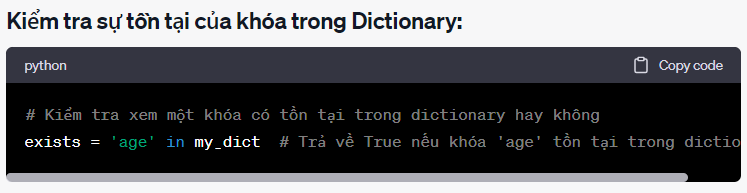 Kiểm tra sự tồn tại của khóa trong Dictionary:
python
Copy code
# Kiểm tra xem một khóa có tồn tại trong dictionary hay không
exists = 'age' in my_dict  # Trả về True nếu khóa 'age' tồn tại trong dictio